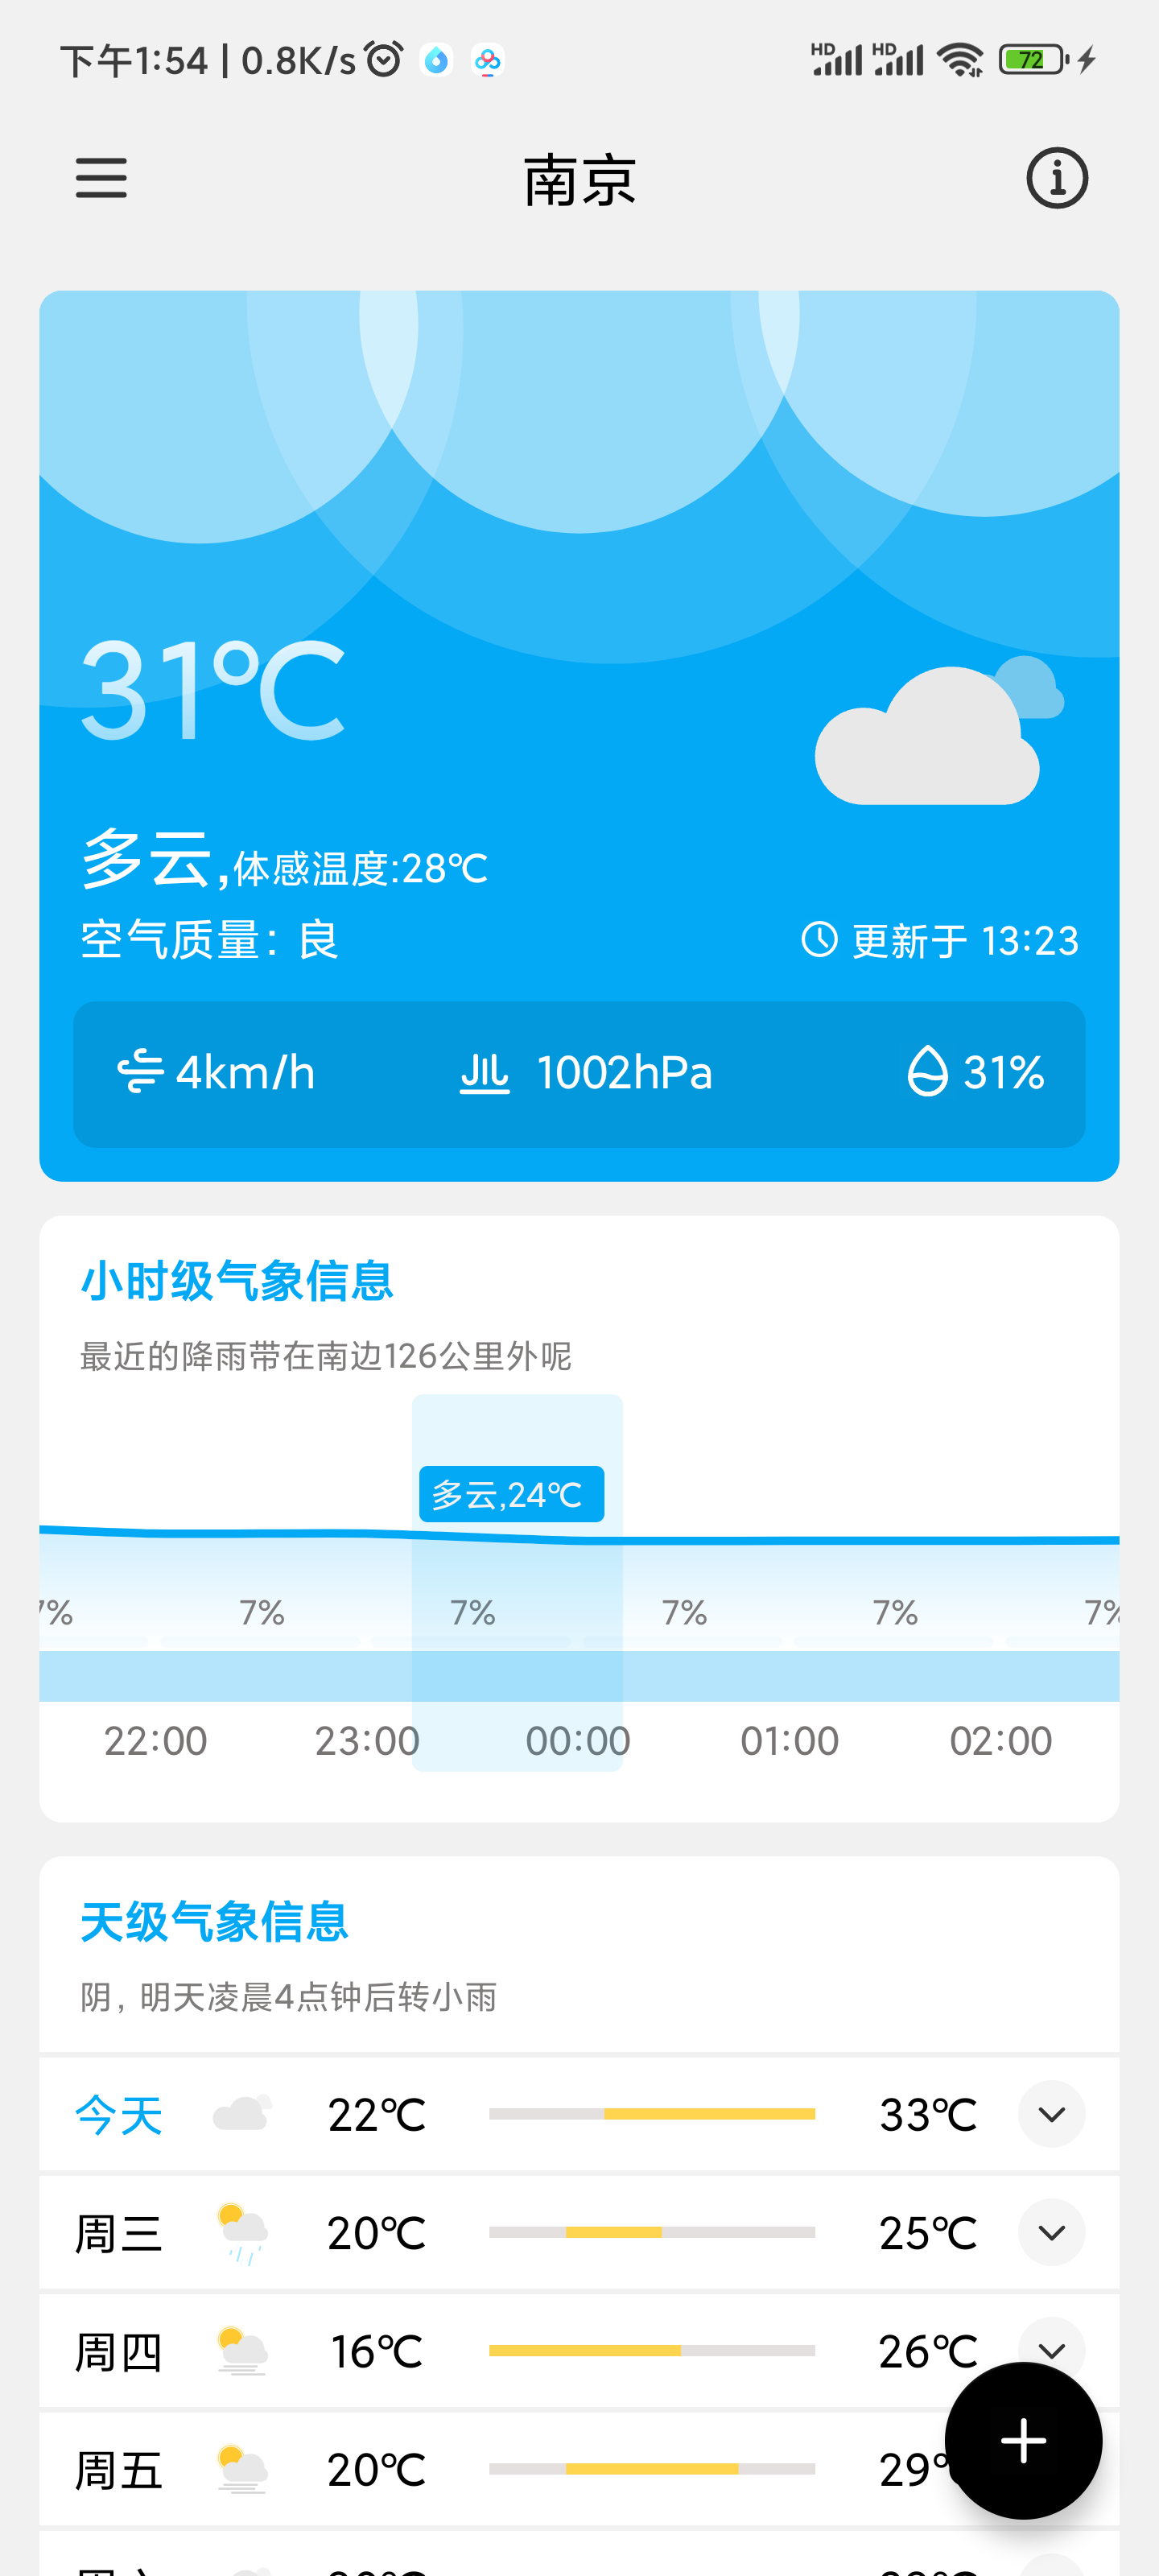 下午1:54 | 0.8K/s HD HD 72
南京
31℃
多云,体感温度:28℃
空气质量：良 更新于 13:23
4km/h 1002hPa 31%
小时级气象信息
最近的降雨带在南边126公里外呢
多云,24℃
7% 7% 7% 7% 7% 7%
22:00 23:00 00:00 01:00 02:00
天级气象信息
阴，明天凌晨4点钟后转小雨
今天 22℃ 33℃
周三 20℃ 25℃
周四 16℃ 26℃
周五 20℃ 29°